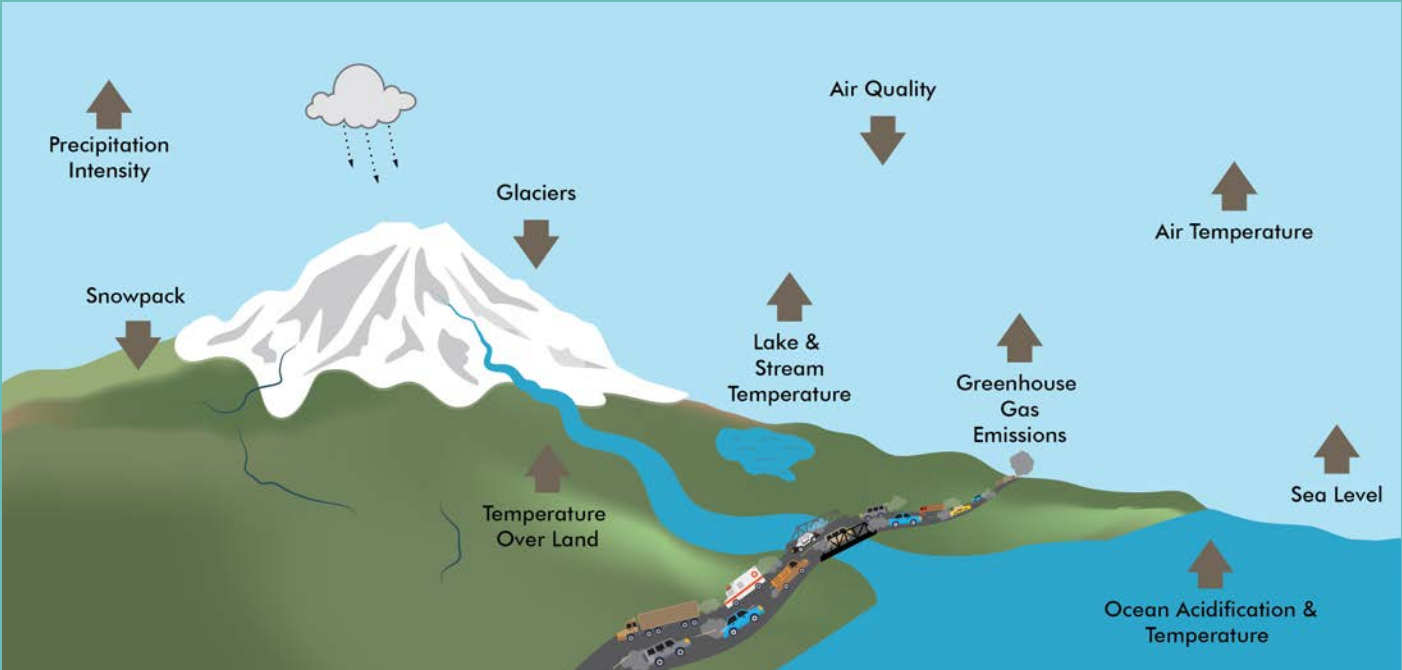 Precipitation
Intensity
Air Quality
Glaciers
Air Temperature
Snowpack
Lake &
Stream
Temperature
Greenhouse
Gas
Emissions
Sea Level
Temperature
Over Land
Ocean Acidification &
Temperature